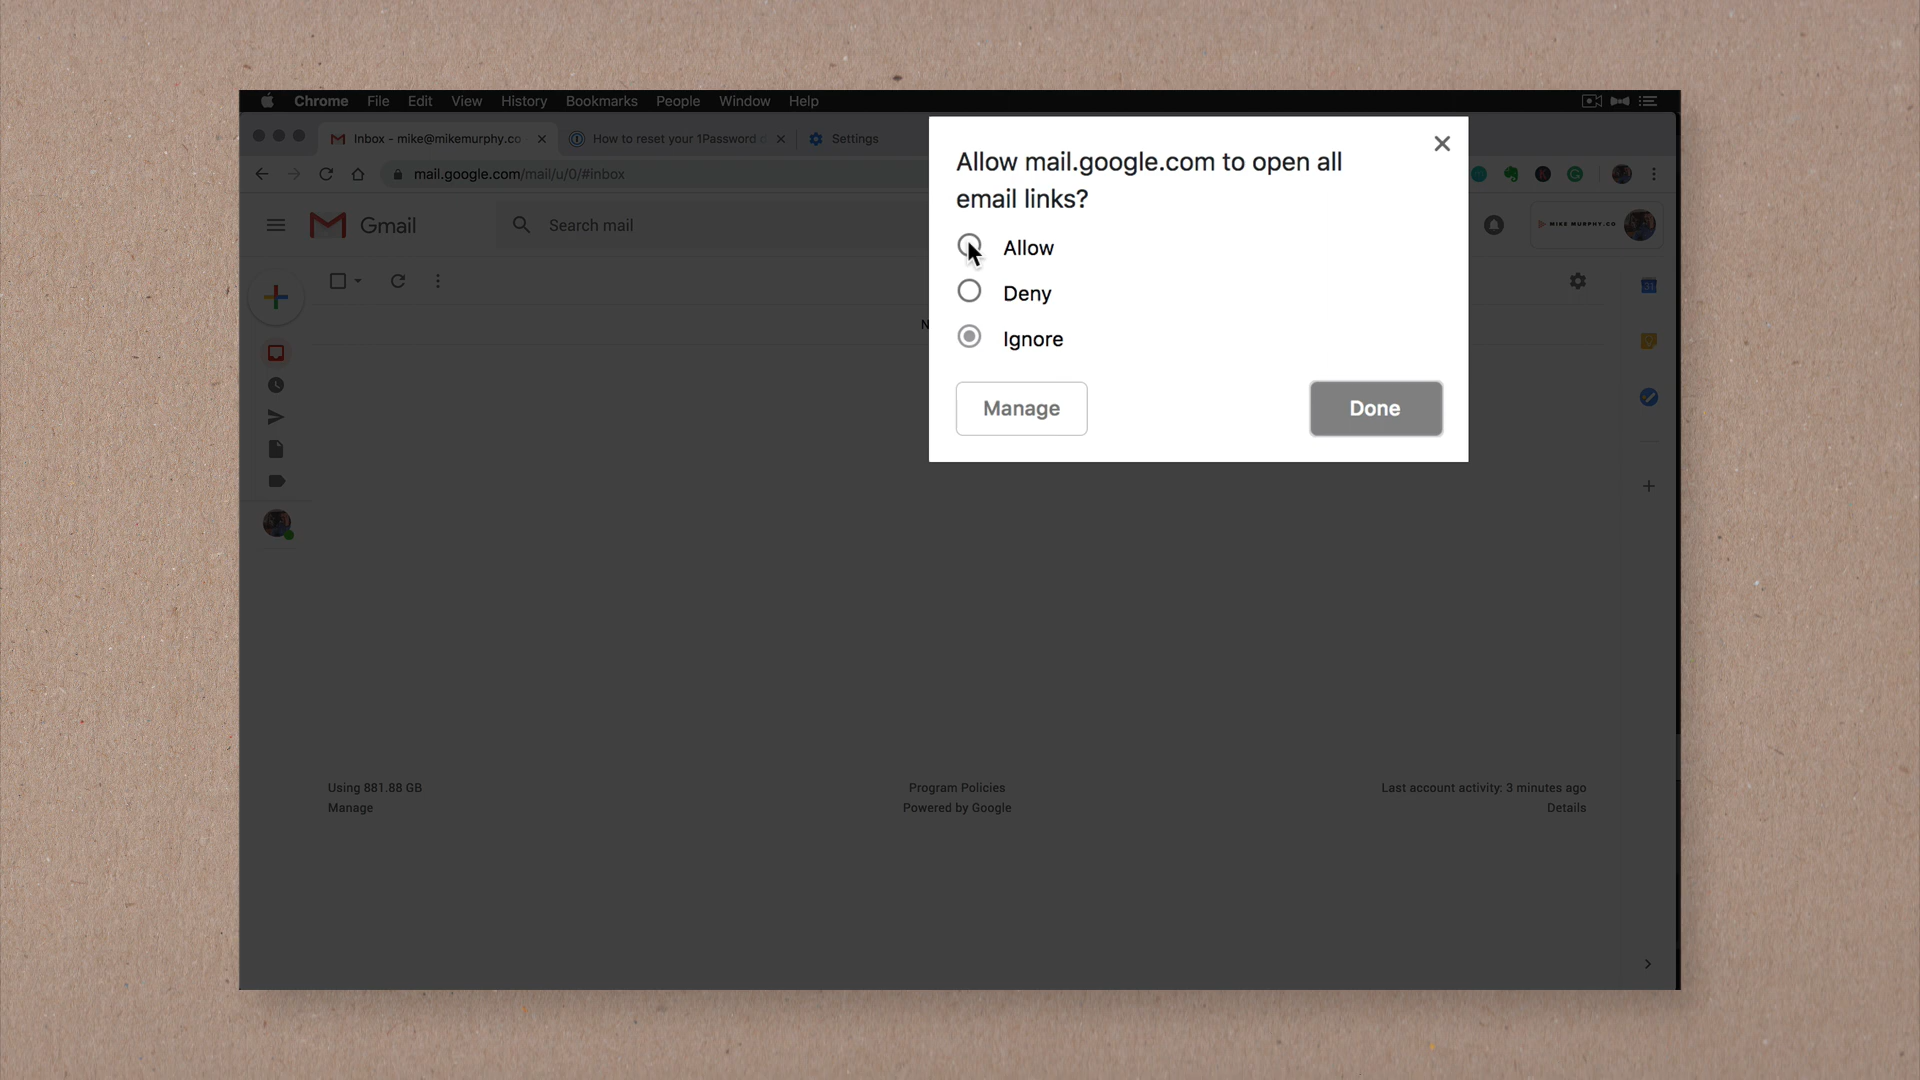 Chrome File Edit View History Bookmarks People Window Help
Inbox - mike@mikemurphy.co
How to reset your 1Password
Settings
mail.google.com/mail/u/0/#inbox
Gmail
Search mail
MIKE MURPHY.CO
Allow mail.google.com to open all
email links?
Allow
Deny
Ignore
Manage
Done
31
N
Using 881.88 GB
Manage
Program Policies
Powered by Google
Last account activity: 3 minutes ago
Details